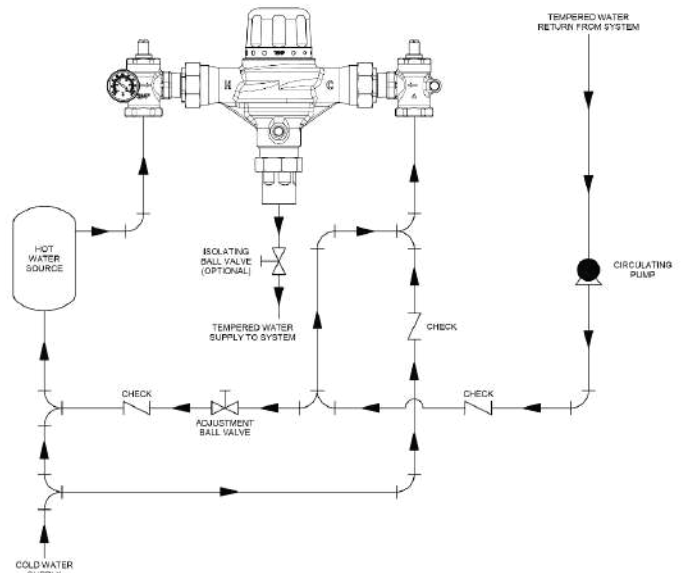 TEMPERED WATER
RETURN FROM SYSTEM
TEMP
H
C
HOT
WATER
SOURCE
ISOLATING
BALL VALVE
(OPTIONAL)
CIRCULATING
PUMP
TEMPERED WATER
SUPPLY TO SYSTEM
CHECK
CHECK
CHECK
ADJUSTMENT
BALL VALVE
COLD WATER